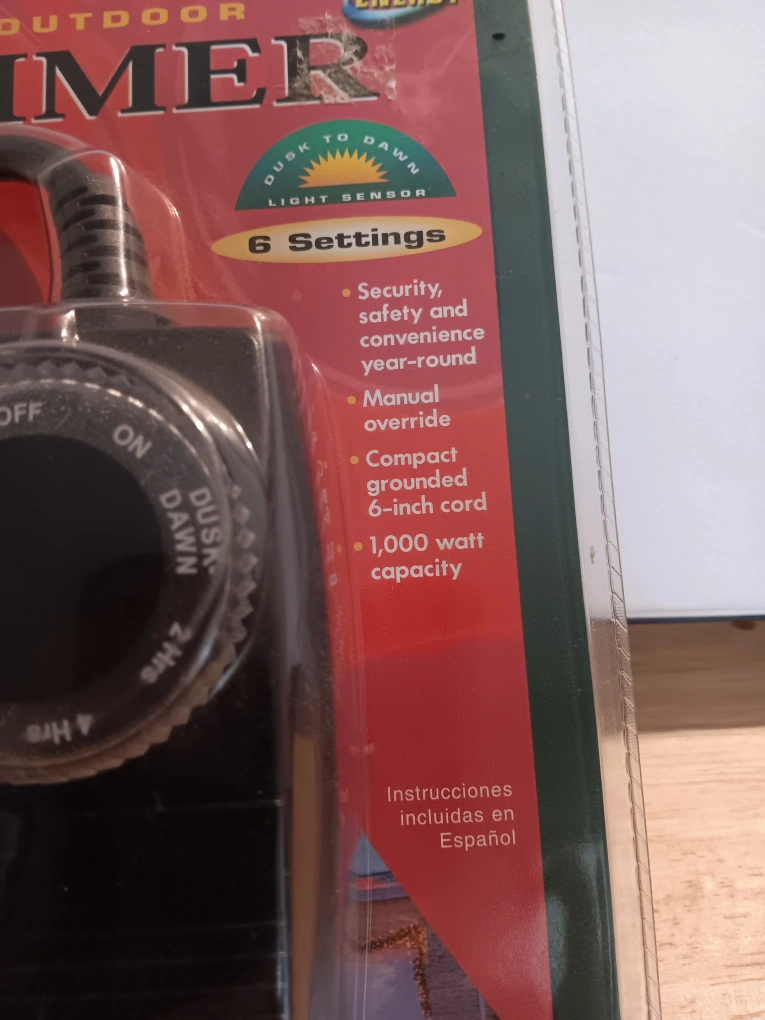 ENERGY
OUTDOOR
IMER
DUSK TO DAWN
LIGHT SENSOR
6 Settings
• Security,
safety and
convenience
year-round
• Manual
override
• Compact
grounded
6-inch cord
• 1,000 watt
capacity
OFF
ON
DUSK-
DAWN
2 Hrs
4 Hrs
Instrucciones
incluidas en
Español